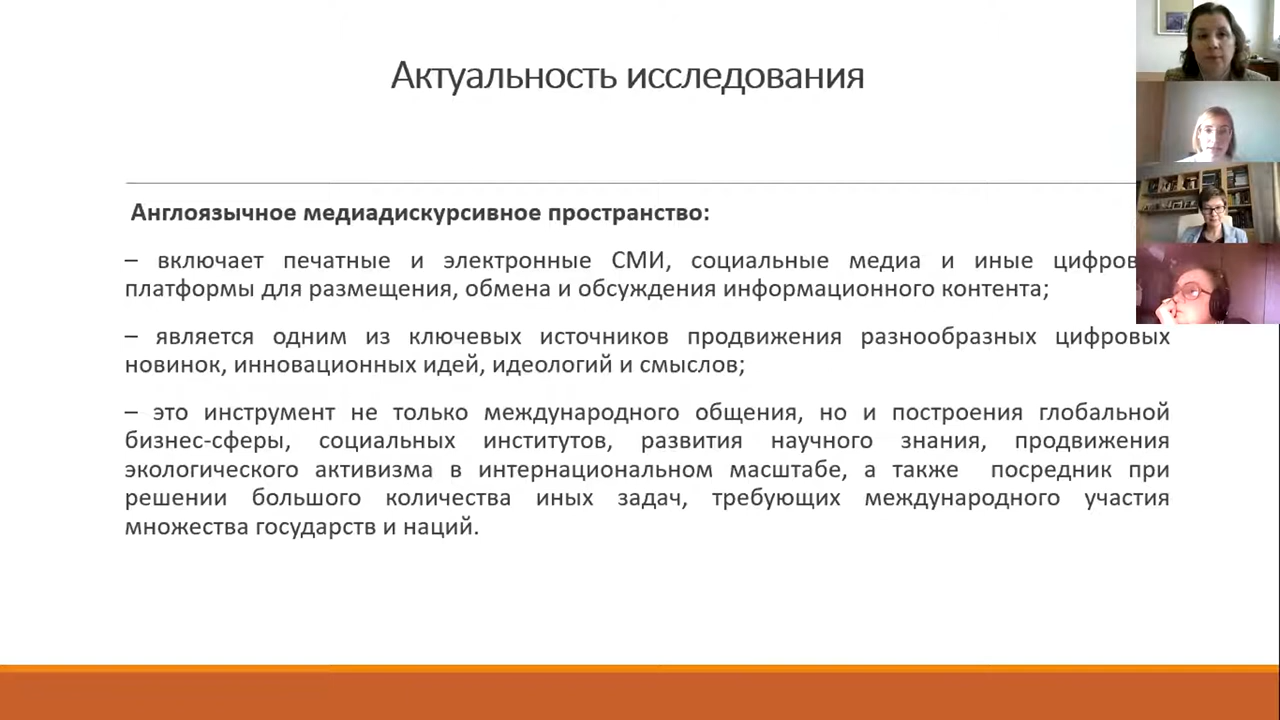 Актуальность исследования
Англоязычное медиадискурсивное пространство:
– включает печатные и электронные СМИ, социальные медиа и иные
платформы для размещения, обмена и обсуждения информационного контента;
– является одним из ключевых источников продвижения разнообразных цифровых
новинок, инновационных идей, идеологий и смыслов;
– это инструмент не только международного общения, но и построения глобальной
бизнес-сферы, социальных институтов, развития научного знания, продвижения
экологического активизма в интернациональном масштабе, а также посредник при
решении большого количества иных задач, требующих международного участия
множества государств и наций.